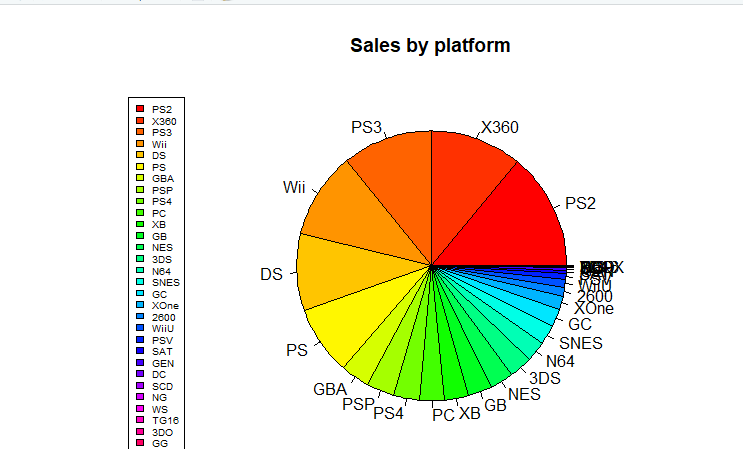 Sales by platform
PS2
X360
PS3
Wii
DS
PS
GBA
PSP
PS4
PC
XB
GB
NES
3DS
N64
SNES
GC
XOne
2600
WiiU
PSV
SAT
GEN
DC
SCD
NG
WS
TG16
3DO
GG
PS2
X360
PS3
Wii
DS
PS
GBA
PSP
PS4
PC
XB
GB
NES
3DS
N64
SNES
GC
XOne
2600
WiiU